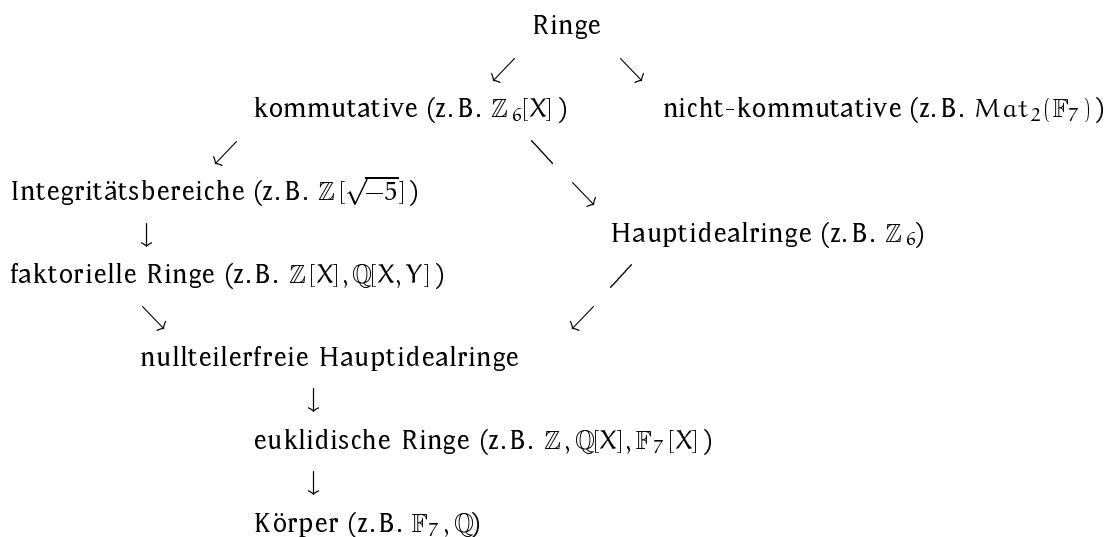 Ringe
kommutative (z.B. ℤ₆[X]) nicht-kommutative (z.B. Mat₂(𝔽₇))
Integritätsbereiche (z.B. ℤ[√−5])
Hauptidealringe (z.B. ℤ₆)
faktorielle Ringe (z.B. ℤ[X], ℚ[X, Y])
nullteilerfreie Hauptidealringe
euklidische Ringe (z.B. ℤ, ℚ[X], 𝔽₇[X])
Körper (z.B. 𝔽₇, ℚ)